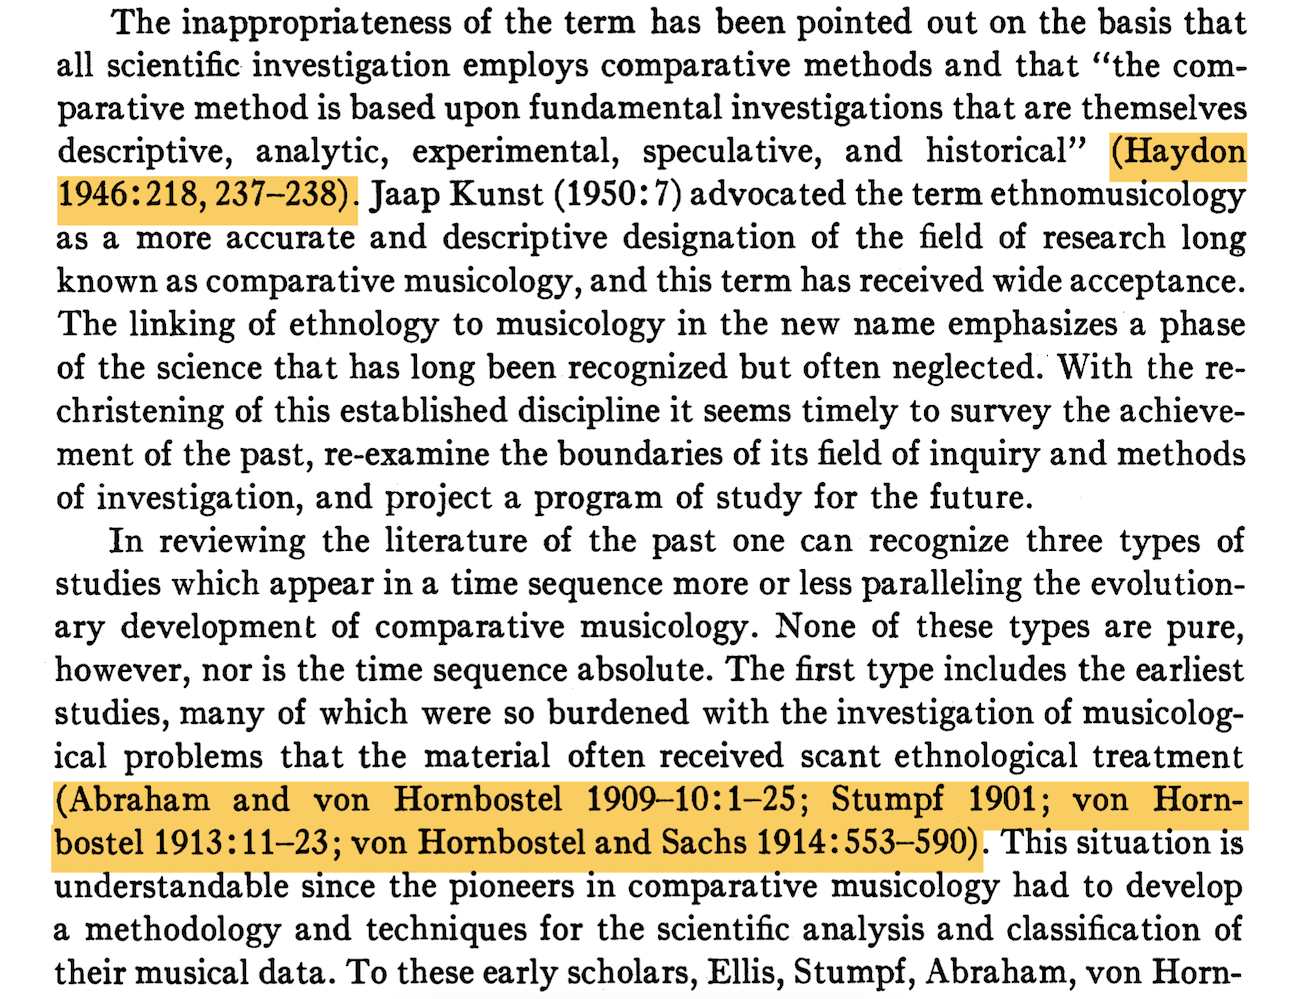 The inappropriateness of the term has been pointed out on the basis that
all scientific investigation employs comparative methods and that “the com-
parative method is based upon fundamental investigations that are themselves
descriptive, analytic, experimental, speculative, and historical” (Haydon
1946:218, 237–238). Jaap Kunst (1950:7) advocated the term ethnomusicology
as a more accurate and descriptive designation of the field of research long
known as comparative musicology, and this term has received wide acceptance.
The linking of ethnology to musicology in the new name emphasizes a phase
of the science that has long been recognized but often neglected. With the re-
christening of this established discipline it seems timely to survey the achieve-
ment of the past, re-examine the boundaries of its field of inquiry and methods
of investigation, and project a program of study for the future.
In reviewing the literature of the past one can recognize three types of
studies which appear in a time sequence more or less paralleling the evolution-
ary development of comparative musicology. None of these types are pure,
however, nor is the time sequence absolute. The first type includes the earliest
studies, many of which were so burdened with the investigation of musicolog-
ical problems that the material often received scant ethnological treatment
(Abraham and von Hornbostel 1909–10:1–25; Stumpf 1901; von Horn-
bostel 1913:11–23; von Hornbostel and Sachs 1914:553–590). This situation is
understandable since the pioneers in comparative musicology had to develop
a methodology and techniques for the scientific analysis and classification of
their musical data. To these early scholars, Ellis, Stumpf, Abraham, von Horn-